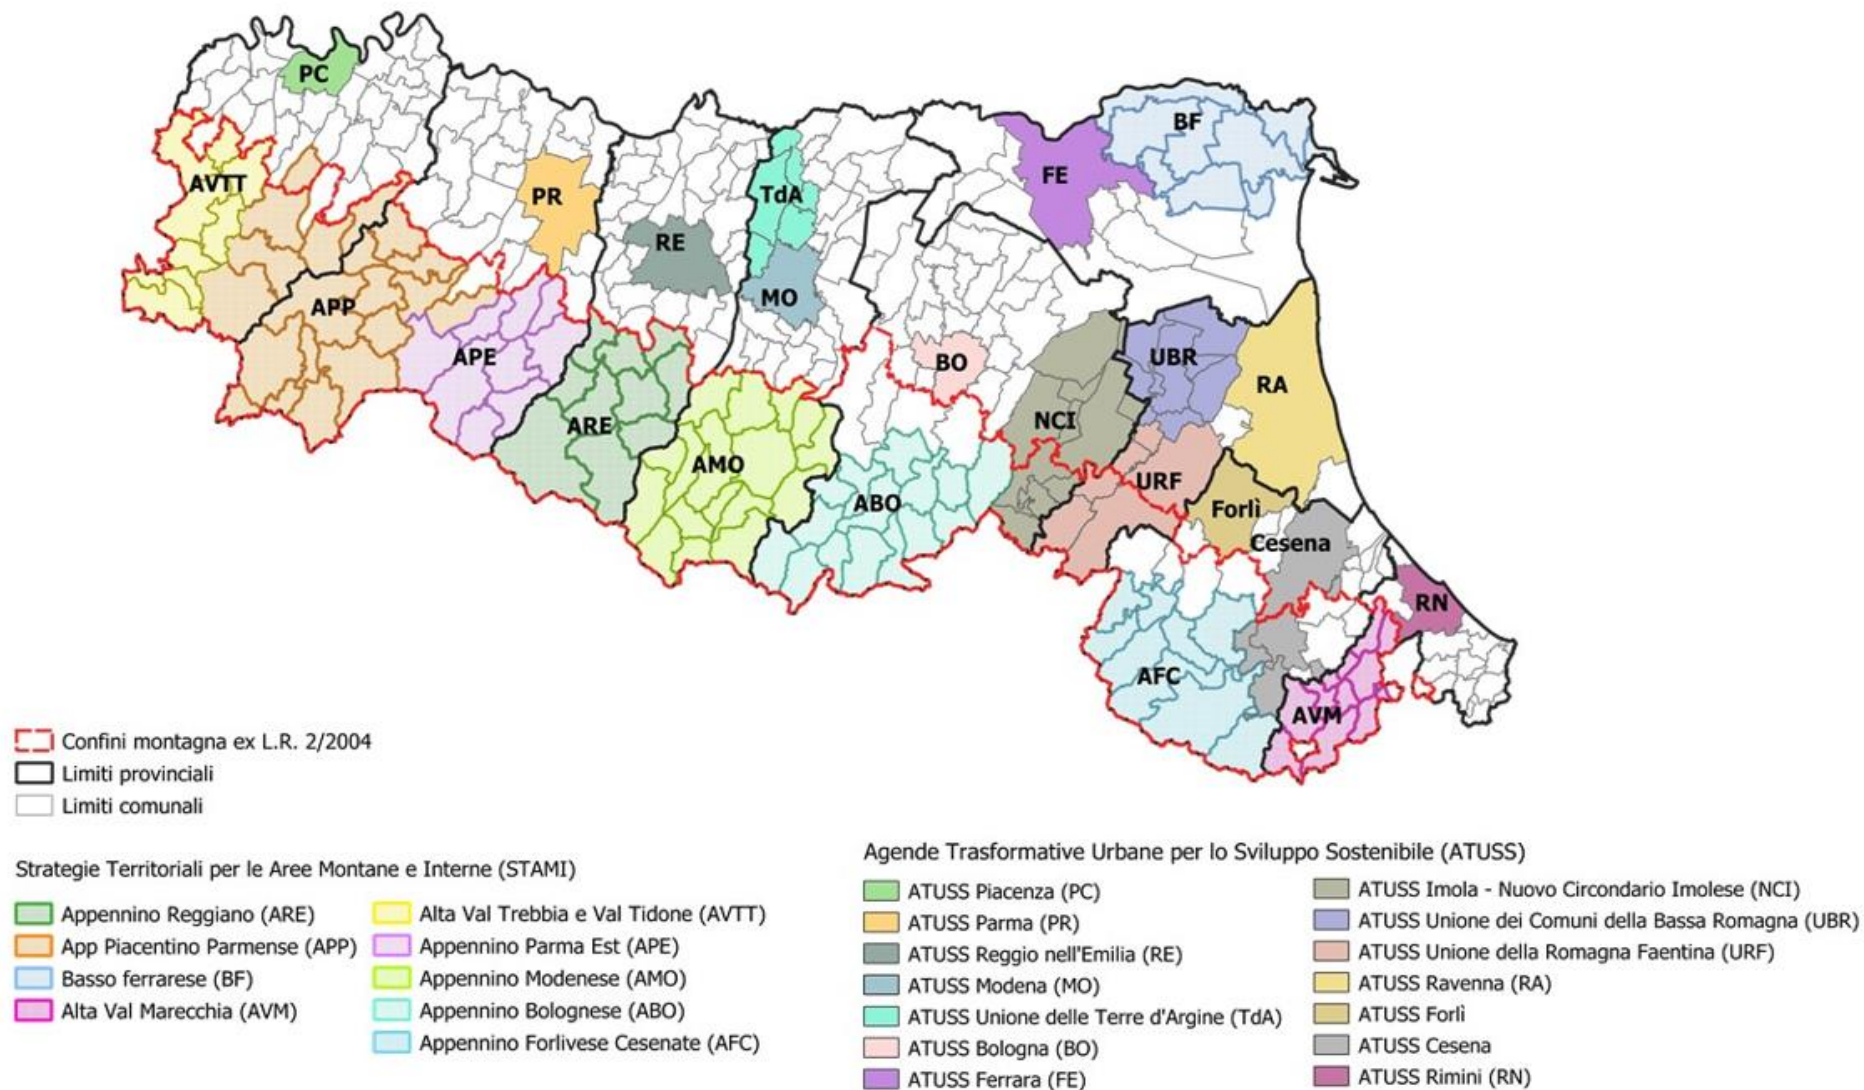 PC
BF
AVTT
FE
PR
TdA
RE
MO
APP
APE
BO
UBR
RA
ARE
NCI
AMO
URF
ABO
Forlì
Cesena
RN
AFC
AVM
Confini montagna ex L.R. 2/2004
Limiti provinciali
Limiti comunali
Strategie Territoriali per le Aree Montane e Interne (STAMI)
Appennino Reggiano (ARE)
App Piacentino Parmense (APP)
Basso ferrarese (BF)
Alta Val Marecchia (AVM)
Alta Val Trebbia e Val Tidone (AVTT)
Appennino Parma Est (APE)
Appennino Modenese (AMO)
Appennino Bolognese (ABO)
Appennino Forlivese Cesenate (AFC)
Agende Trasformative Urbane per lo Sviluppo Sostenibile (ATUSS)
ATUSS Piacenza (PC)
ATUSS Parma (PR)
ATUSS Reggio nell'Emilia (RE)
ATUSS Modena (MO)
ATUSS Unione delle Terre d'Argine (TdA)
ATUSS Bologna (BO)
ATUSS Ferrara (FE)
ATUSS Imola - Nuovo Circondario Imolese (NCI)
ATUSS Unione dei Comuni della Bassa Romagna (UBR)
ATUSS Unione della Romagna Faentina (URF)
ATUSS Ravenna (RA)
ATUSS Forlì
ATUSS Cesena
ATUSS Rimini (RN)